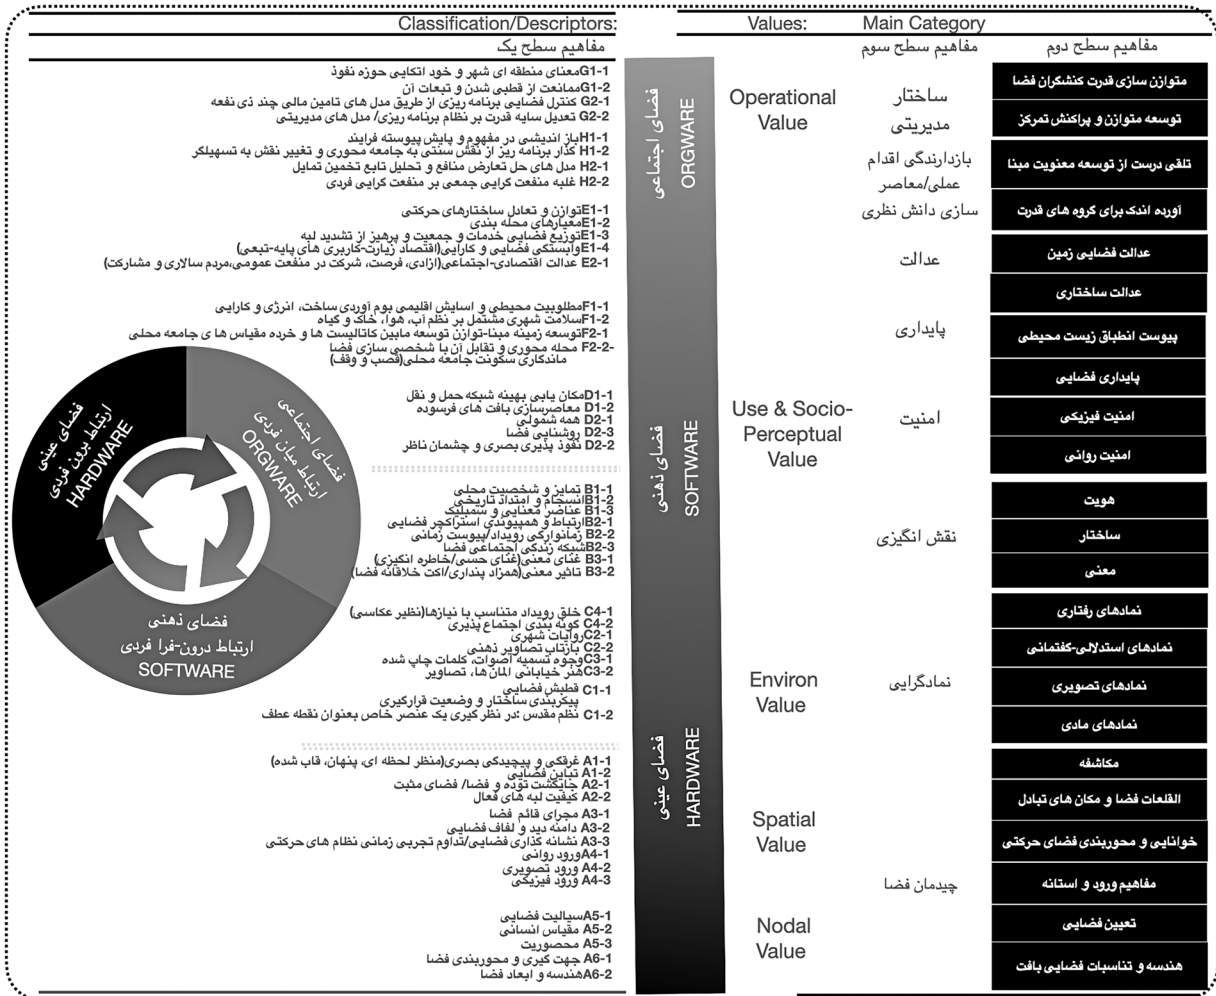 Classification/Descriptors:
مفاهیم سطح یک
G1-1معنای منطقه ای شهر و خود اتکایی حوزه نفوذ
G1-2ممانعت از قطبی شدن و تبعات آن
G2-1 کنترل فضایی برنامه ریزی از طریق مدل های تامین مالی چند ذی نفعه
G2-2 تعدیل سایه قدرت بر نظام برنامه ریزی/ مدل های مدیریتی
H1-1باز اندیشی در مفهوم و پایش پیوسته فرایند
H1-2 گذار برنامه ریز از نقش سنتی به جامعه محوری و تغییر نقش به تسهیلگر
H2-1 مدل های حل تعارض منافع و تحلیل تابع تخمین تمایل
H2-2 غلبه منفعت گرایی جمعی بر منفعت گرایی فردی
E1-1توازن و تعادل ساختارهای حرکتی
E1-2معیارهای محله بندی
E1-3توزیع فضایی خدمات و جمعیت و پرهیز از تشدید لبه
E1-4وابستگی فضایی و کارایی(اقتصاد زیارت-کاربری های پایه-تبعی)
E2-1 عدالت اقتصادی-اجتماعی(ازادی، فرصت، شرکت در منفعت عمومی،مردم سالاری و مشارکت)
F1-1مطلوبیت محیطی و اسایش اقلیمی بوم آوردی ساخت، انرژی و کارایی
F1-2سلامت شهری مشتمل بر نظم آب، هوا، خاک و گیاه
F2-1توسعه زمینه مبنا-توازن توسعه مابین کاتالیست ها و خرده مقیاس ها ی جامعه محلی
F2-2- محله محوری و تقابل آن با شخصی سازی فضا
ماندگاری سکونت جامعه محلی(قصب و وقف)
D1-1مکان یابی بهینه شبکه حمل و نقل
D1-2 معاصرسازی بافت های فرسوده
D2-1 همه شمولی
D2-3 روشنایی فضا
D2-2 نفوذ پذیری بصری و چشمان ناظر
B1-1 تمایز و شخصیت محلی
B1-2انسجام و امتداد تاریخی
B1-3 عناصر معنایی و سمبلیک
B2-1ارتباط و همپیوندی استراکچر فضایی
B2-2 زمانوارگی رویداد/پیوست زمانی
B2-3شبکه زندگی اجتماعی فضا
B3-1 غنای معنی(غنای حسی/خاطره انگیزی)
B3-2 تاثیر معنی(همزاد پنداری/اکت خلاقانه فضا)
C4-1 خلق رویداد متناسب با نیازها(نظیر عکاسی)
C4-2 گونه بندی اجتماع پذیری
C2-1روایات شهری
C2-2 بازتاب تصاویر ذهنی
C3-1وجوه تسمیه اصوات، کلمات چاپ شده
C3-2هنر خیابانی المان ها، تصاویر
C1-1 قطبش فضایی
پیکربندی ساختار و وضعیت قرارگیری
C1-2 نظم مقدس :در نظر گیری یک عنصر خاص بعنوان نقطه عطف
A1-1 غرقگی و پیچیدگی بصری(منظر لحظه ای، پنهان، قاب شده)
A1-2 تباین فضایی
A2-1 جایگشت توده و فضا/ فضای مثبت
A2-2 کیفیت لبه های فعال
A3-1 مجرای قائم فضا
A3-2 دامنه دید و لفاف فضایی
A3-3 نشانه گذاری فضایی/تداوم تجربی زمانی نظام های حرکتی
A4-1ورود روانی
A4-2 ورود تصویری
A4-3 ورود فیزیکی
A5-1سیالیت فضایی
A5-2 مقیاس انسانی
A5-3 محصوریت
A6-1 جهت گیری و محوربندی فضا
A6-2هندسه و ابعاد فضا
فضای عینی
ارتباط برون فردی
HARDWARE
فضای اجتماعی
ارتباط میان فردی
ORGWARE
فضای ذهنی
ارتباط درون-فرا فردی
SOFTWARE
فضای اجتماعی
ORGWARE
فضای ذهنی
SOFTWARE
فضای عینی
HARDWARE
Values:
Operational
Value
Use & Socio-
Perceptual
Value
Environ
Value
Spatial
Value
Nodal
Value
Main Category
مفاهیم سطح سوم
ساختار
مدیریتی
بازدارندگی اقدام
عملی/معاصر
سازی دانش نظری
عدالت
پایداری
امنیت
نقش انگیزی
نمادگرایی
چیدمان فضا
مفاهیم سطح دوم
متوازن سازی قدرت کنشگران فضا
توسعه متوازن و پراکنش تمرکز
تلقی درست از توسعه معنویت مبنا
آورده اندک برای گروه های قدرت
عدالت فضایی زمین
عدالت ساختاری
پیوست انطباق زیست محیطی
پایداری فضایی
امنیت فیزیکی
امنیت روانی
هویت
ساختار
معنی
نمادهای رفتاری
نمادهای استدلالی-گفتمانی
نمادهای تصویری
نمادهای مادی
مکاشفه
القلعات فضا و مکان های تبادل
خوانایی و محوربندی فضای حرکتی
مفاهیم ورود و استانه
تعیین فضایی
هندسه و تناسبات فضایی بافت